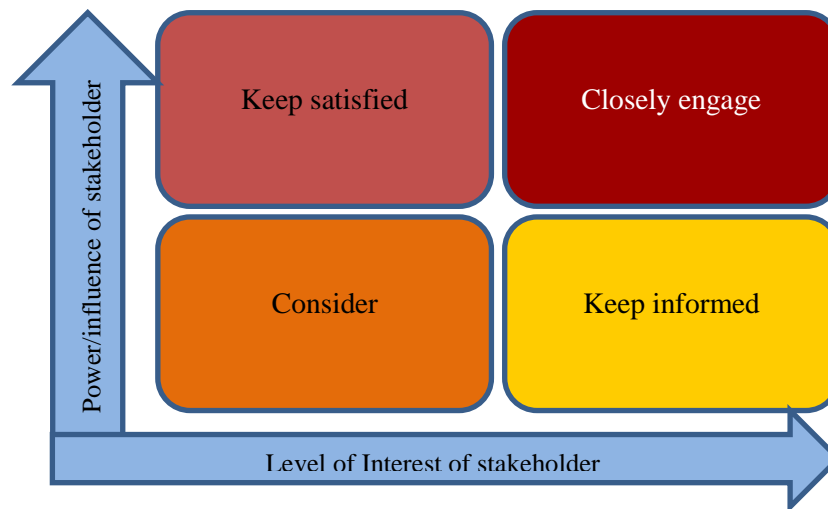 Keep satisfied
Closely engage
Power/influence of stakeholder
Consider
Keep informed
Level of Interest of stakeholder